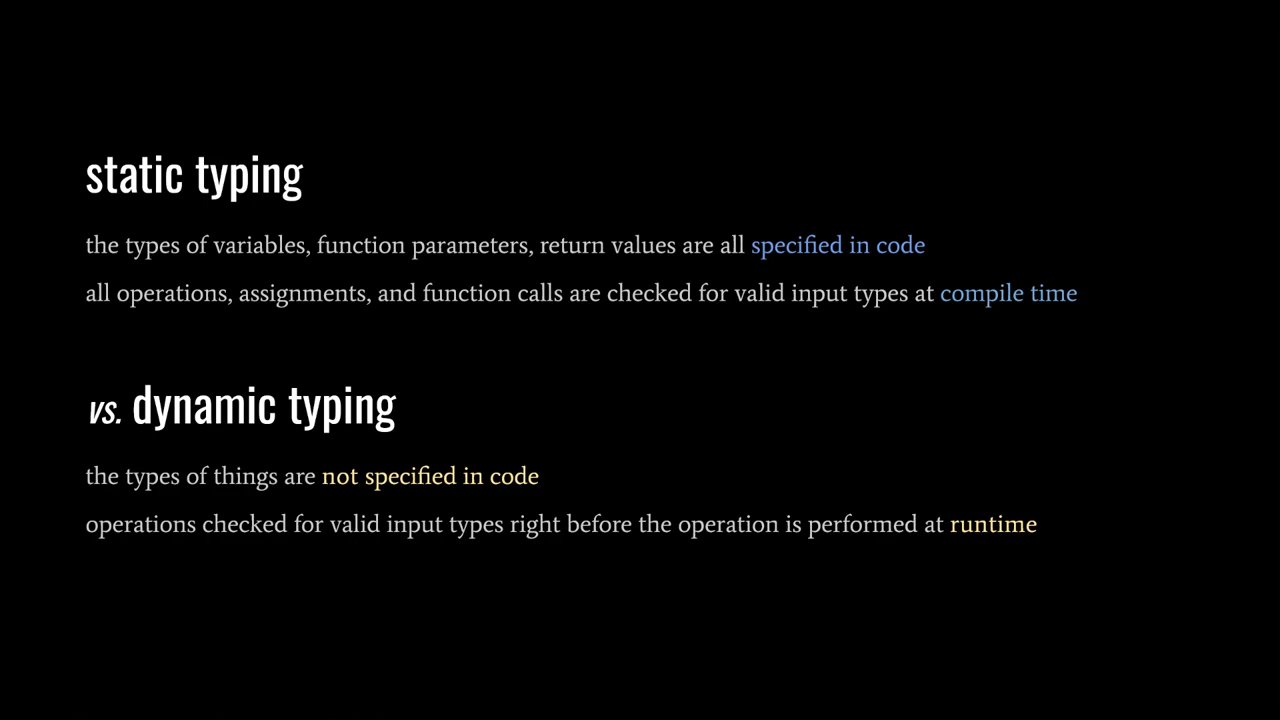 static typing
the types of variables, function parameters, return values are all specified in code
all operations, assignments, and function calls are checked for valid input types at compile time
vs. dynamic typing
the types of things are not specified in code
operations checked for valid input types right before the operation is performed at runtime